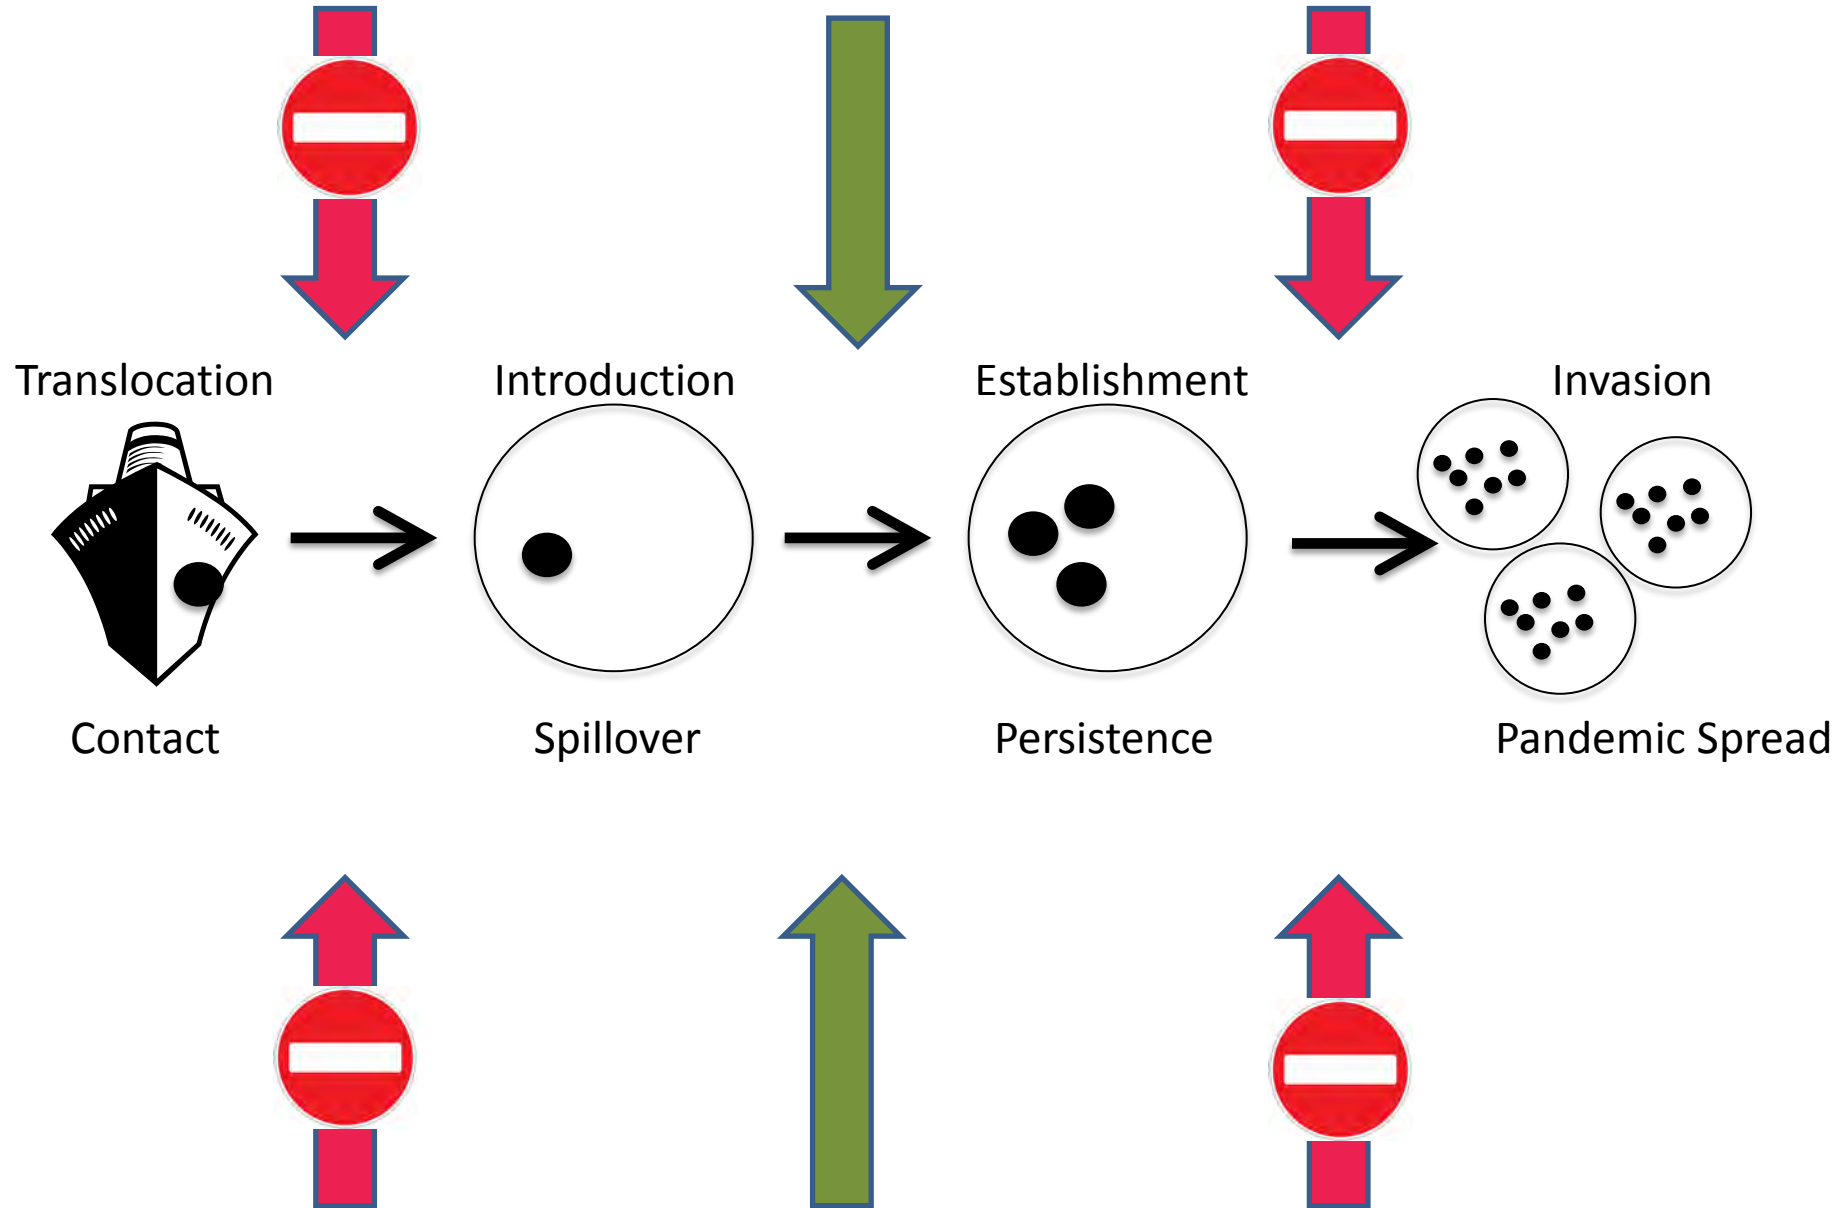 Translocation
Introduction
Establishment
Invasion
Contact
Spillover
Persistence
Pandemic Spread